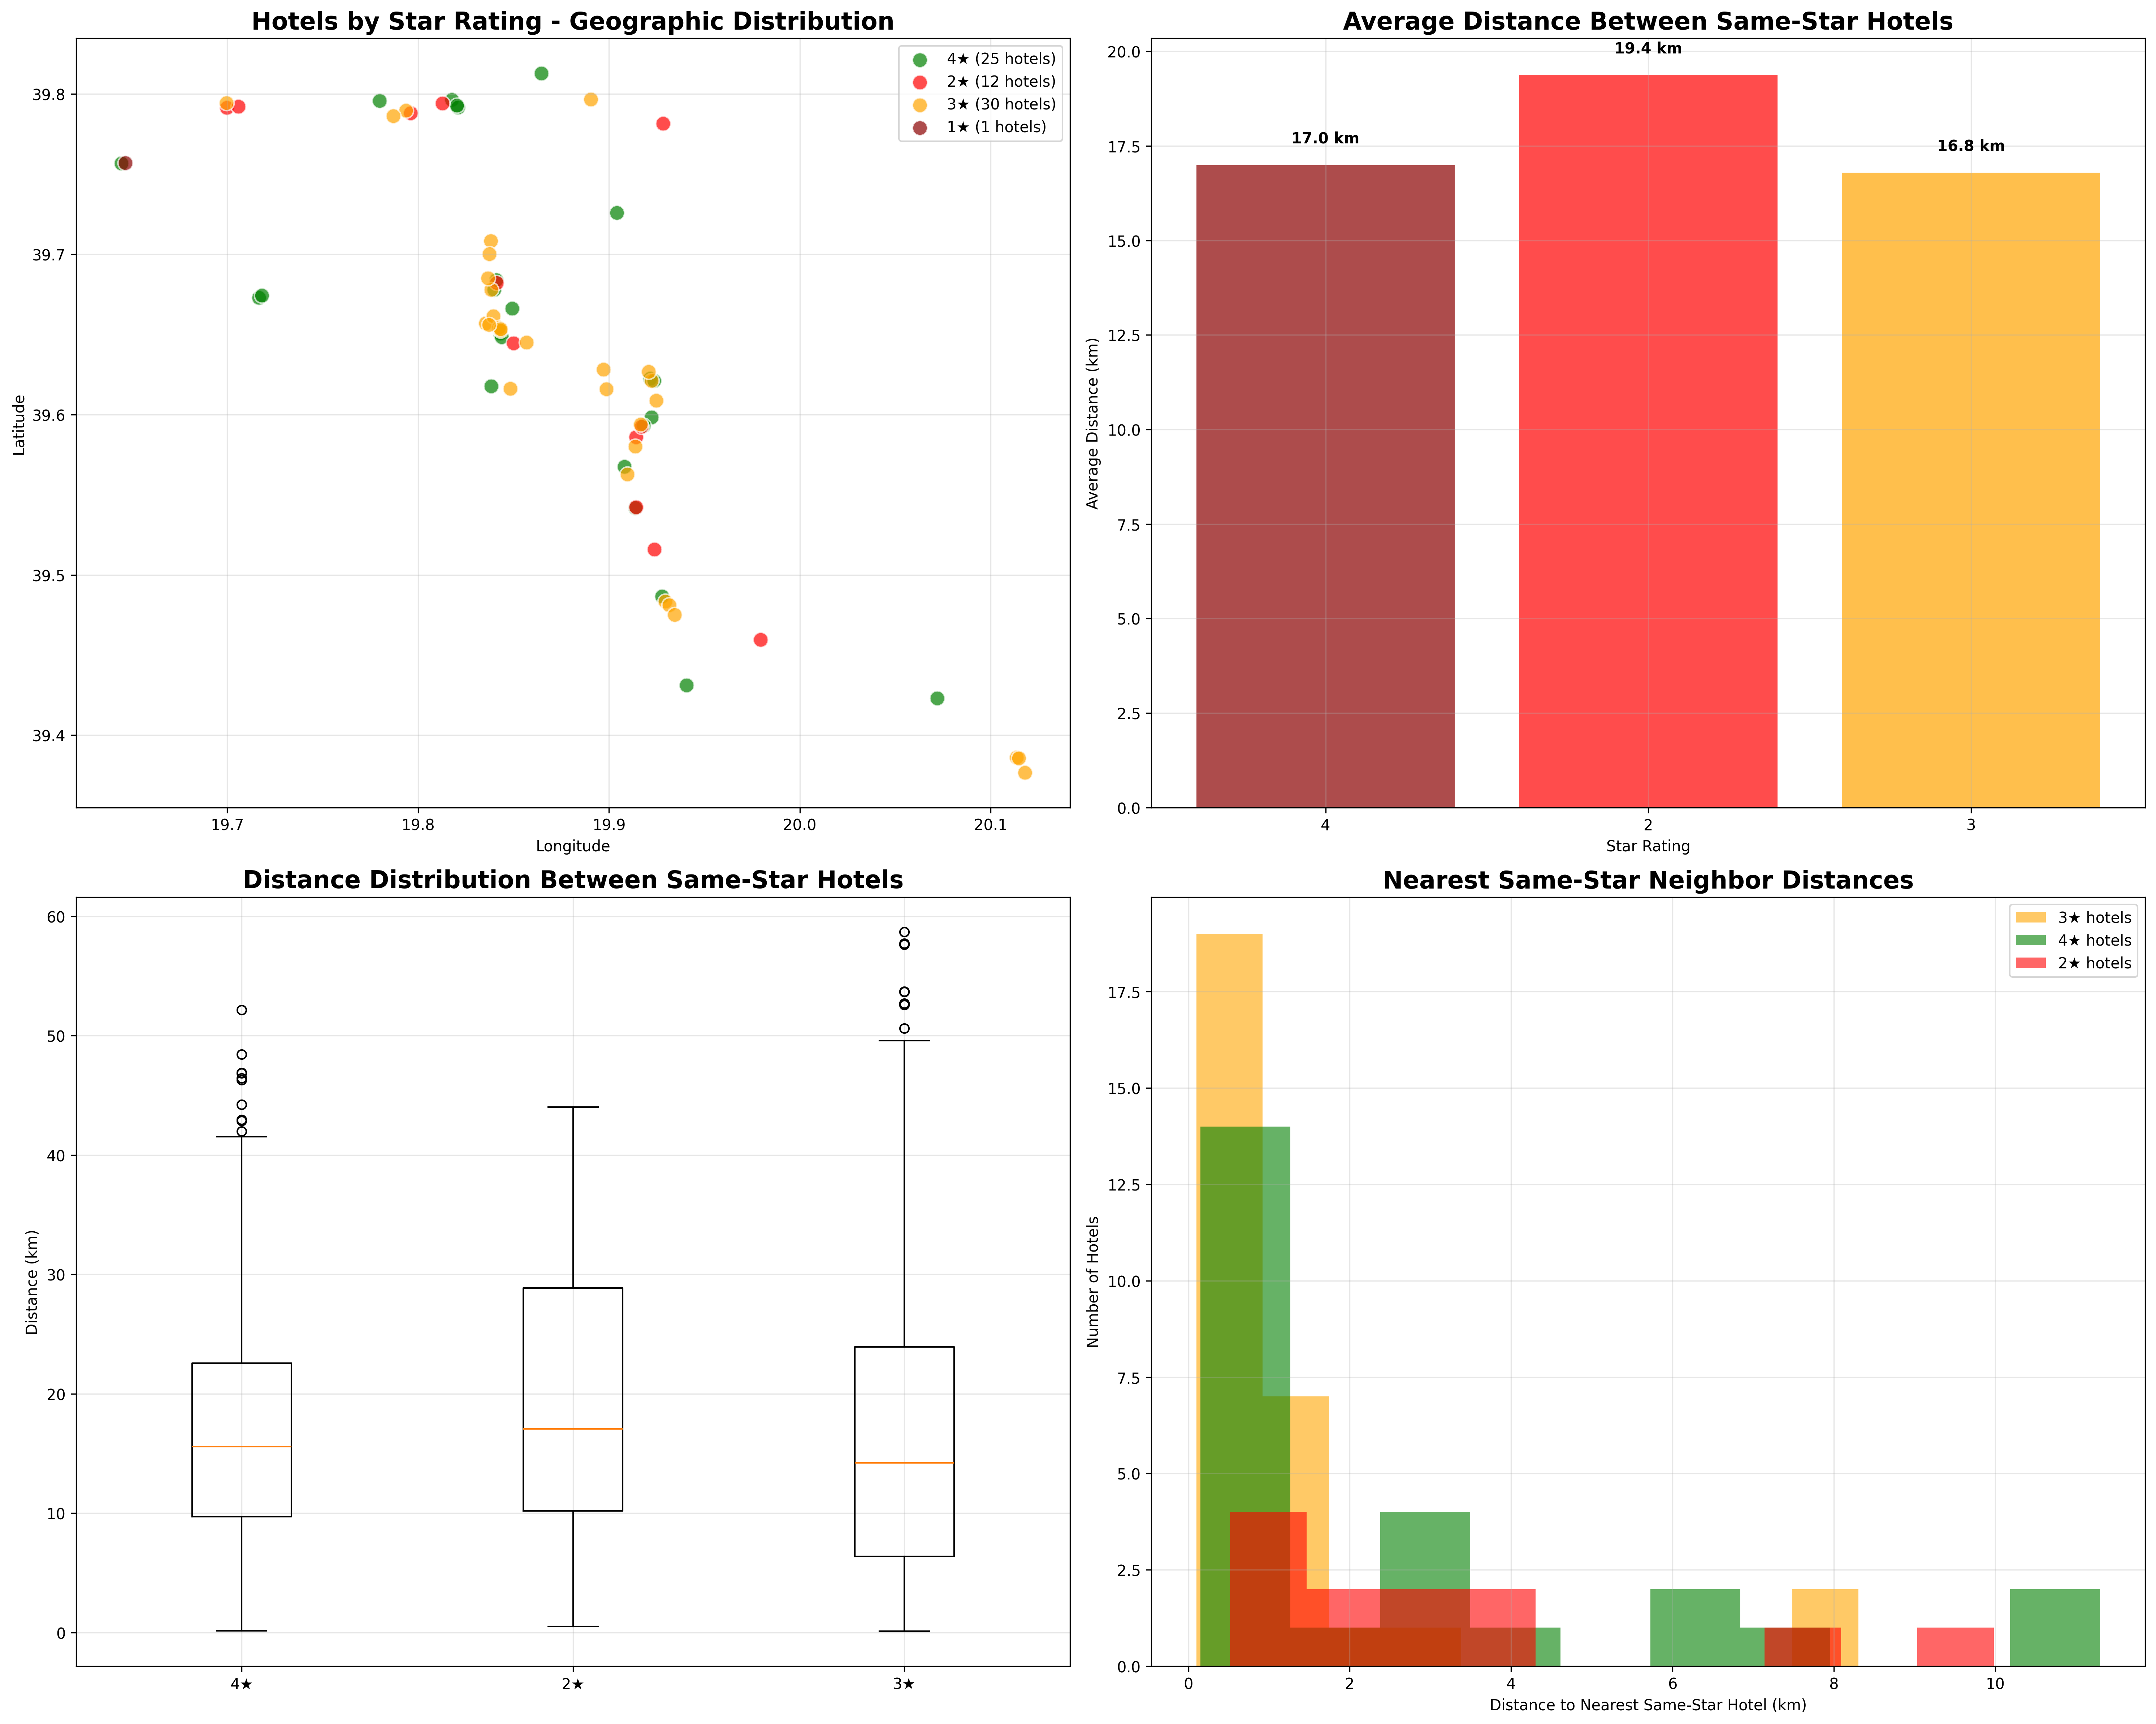 Hotels by Star Rating - Geographic Distribution
4★ (25 hotels)
2★ (12 hotels)
3★ (30 hotels)
1★ (1 hotels)
39.8
39.7
39.6
39.5
39.4
Latitude
19.7 19.8 19.9 20.0 20.1
Longitude
Average Distance Between Same-Star Hotels
17.0 km
19.4 km
16.8 km
20.0
17.5
15.0
12.5
10.0
7.5
5.0
2.5
0.0
Average Distance (km)
4 2 3
Star Rating
Distance Distribution Between Same-Star Hotels
60
50
40
30
20
10
0
Distance (km)
4★ 2★ 3★
Nearest Same-Star Neighbor Distances
3★ hotels
4★ hotels
2★ hotels
17.5
15.0
12.5
10.0
7.5
5.0
2.5
0.0
Number of Hotels
0 2 4 6 8 10
Distance to Nearest Same-Star Hotel (km)